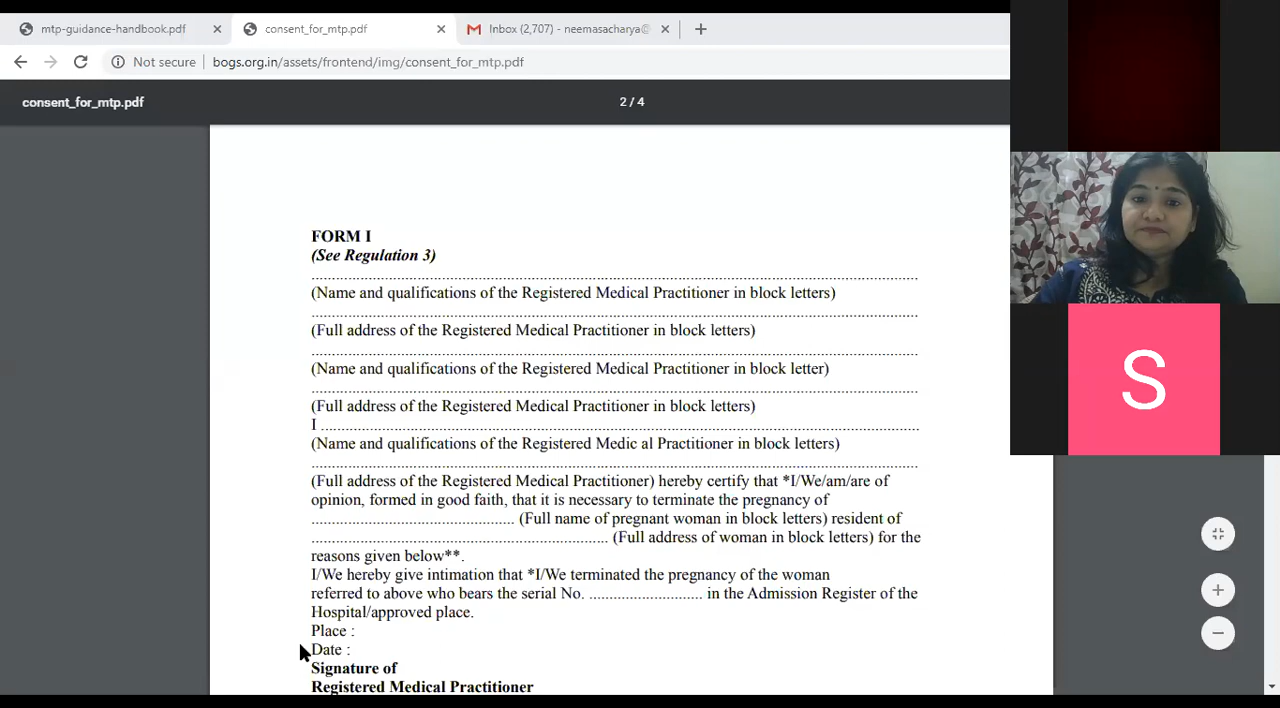 mtp-guidance-handbook.pdf
consent_for_mtp.pdf
Inbox (2,707) - neemasacharya@
Not secure
bogs.org.in/assets/frontend/img/consent_for_mtp.pdf
consent_for_mtp.pdf
2 / 4
FORM I
(See Regulation 3)
(Name and qualifications of the Registered Medical Practitioner in block letters)
(Full address of the Registered Medical Practitioner in block letters)
(Name and qualifications of the Registered Medical Practitioner in block letter)
(Full address of the Registered Medical Practitioner in block letters)
I ..........
(Name and qualifications of the Registered Medic al Practitioner in block letters)
(Full address of the Registered Medical Practitioner) hereby certify that *I/We/am/are of
opinion, formed in good faith, that it is necessary to terminate the pregnancy of
.......... (Full name of pregnant woman in block letters) resident of
.......... (Full address of woman in block letters) for the
reasons given below**.
I/We hereby give intimation that *I/We terminated the pregnancy of the woman
referred to above who bears the serial No. .......... in the Admission Register of the
Hospital/approved place.
Place :
Date :
Signature of
Registered Medical Practitioner
S